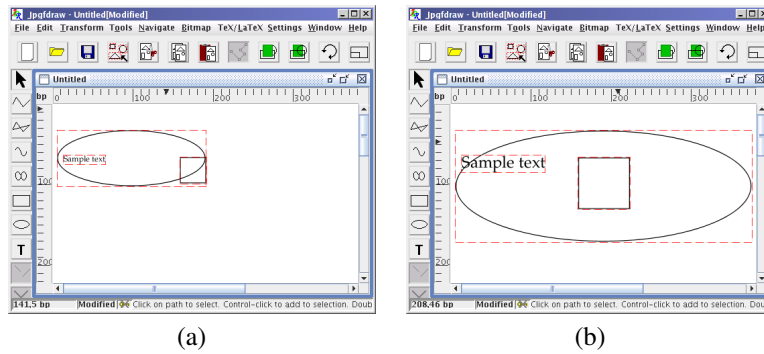 Jpgfdraw - Untitled[Modified]
File Edit Transform Tools Navigate Bitmap TeX/LaTeX Settings Window Help
Untitled
bp 0 |100 |200 |300
Sample text
100
T
200
141.5 bp Modified Click on path to select. Control-click to add to selection. Doub
(a)
Jpgfdraw - Untitled[Modified]
File Edit Transform Tools Navigate Bitmap TeX/LaTeX Settings Window Help
Untitled
bp 0 |100 |200 |300
Sample text
100
T
200
208.46 bp Modified Click on path to select. Control-click to add to selection. Doub
(b)